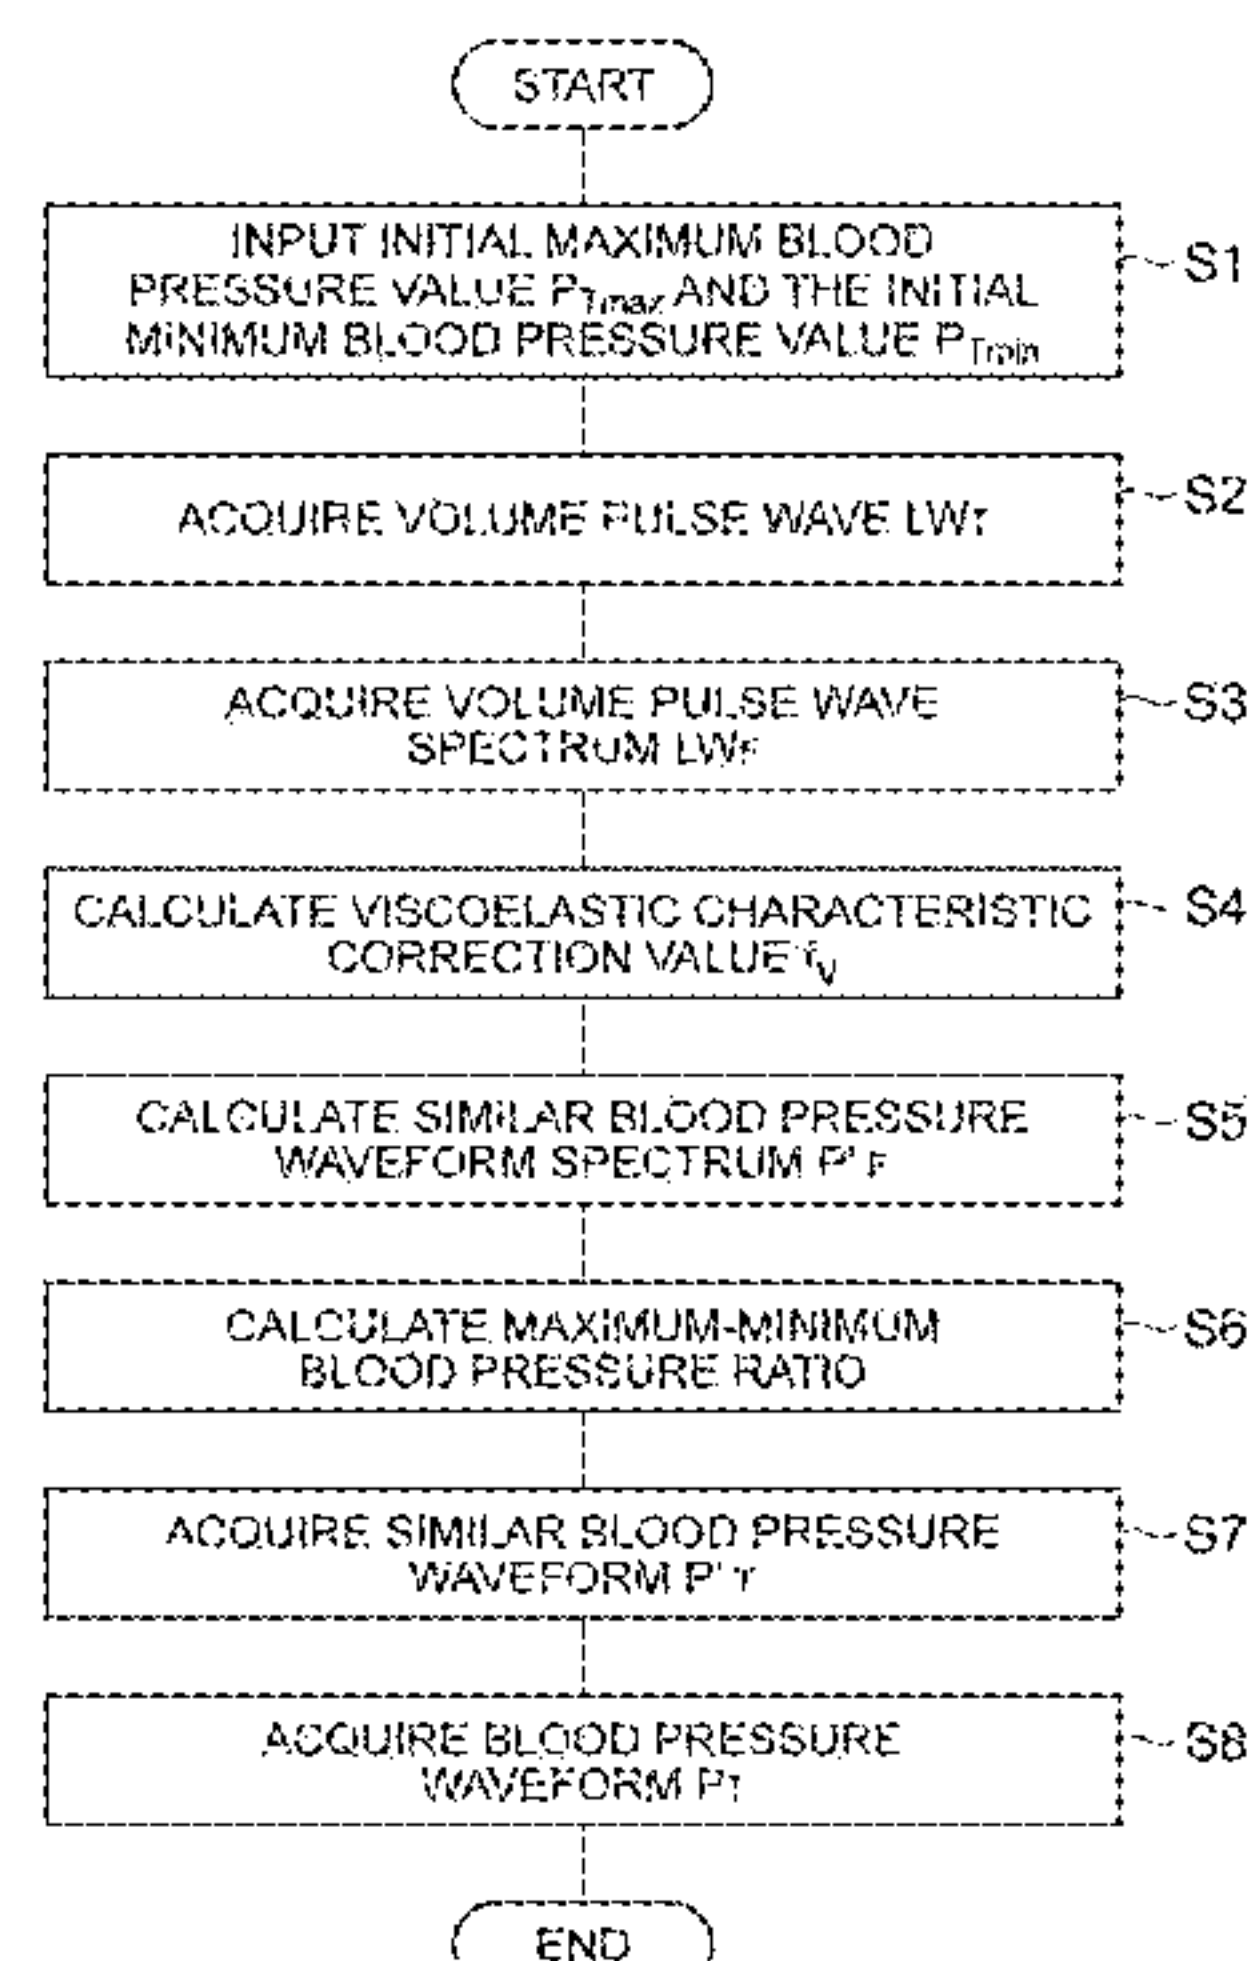 START
INPUT INITIAL MAXIMUM BLOOD
PRESSURE VALUE PTmax AND THE INITIAL
MINIMUM BLOOD PRESSURE VALUE PTmin
S1
ACQUIRE VOLUME PULSE WAVE LWT
S2
ACQUIRE VOLUME PULSE WAVE
SPECTRUM LWF
S3
CALCULATE VISCOELASTIC CHARACTERISTIC
CORRECTION VALUE fV
S4
CALCULATE SIMILAR BLOOD PRESSURE
WAVEFORM SPECTRUM P'F
S5
CALCULATE MAXIMUM-MINIMUM
BLOOD PRESSURE RATIO
S6
ACQUIRE SIMILAR BLOOD PRESSURE
WAVEFORM P'T
S7
ACQUIRE BLOOD PRESSURE
WAVEFORM PT
S8
END